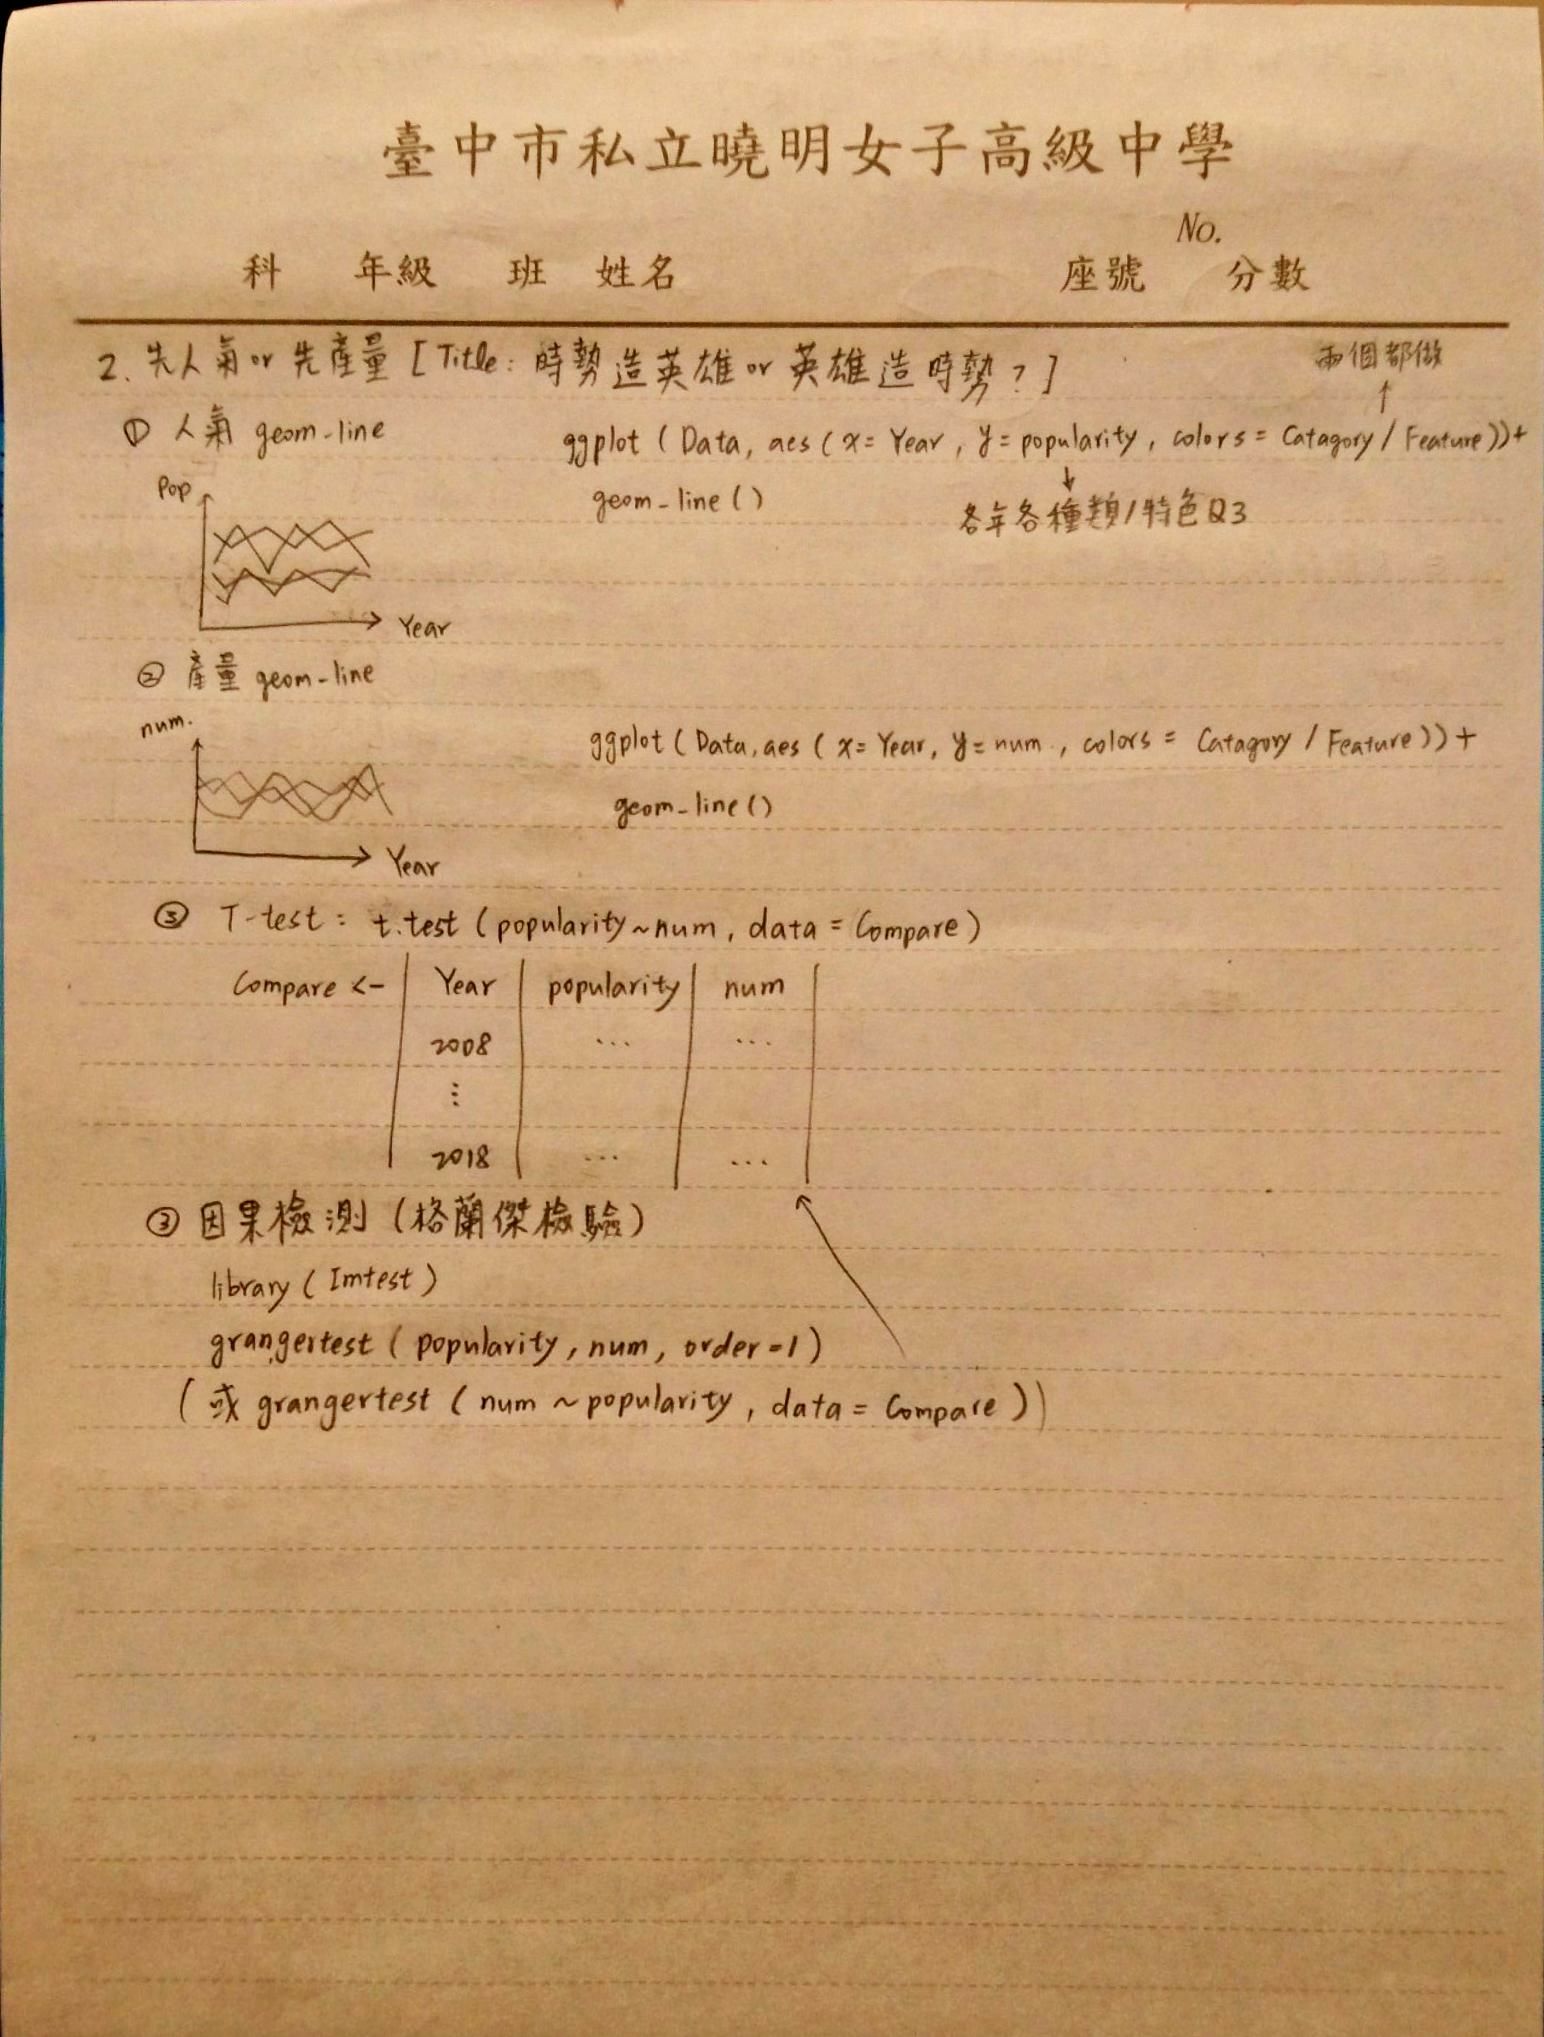 臺中市私立曉明女子高級中學
No.
科 年級 班 姓名 座號 分數
2. 先人氣 or 先產量 [Title: 時勢造英雄 or 英雄造時勢?]
兩個都做
↑
① 人氣 geom-line
ggplot (Data, aes (x= Year, y= popularity, colors = Catagory / Feature))+
geom-line()
↓
各年各種類/特色Q3
Pop
Year
② 產量 geom-line
num.
ggplot (Data, aes (x= Year, y= num., colors = Catagory / Feature)) +
geom-line()
Year
③ T-test: t.test (popularity~num, data = Compare)
Compare <- Year popularity num
2008 ... ...
⋮
2018 ... ...
③ 因果檢測 (格蘭傑檢驗)
library (Imtest)
grangertest (popularity, num, order=1)
(或 grangertest (num ~ popularity, data = Compare))